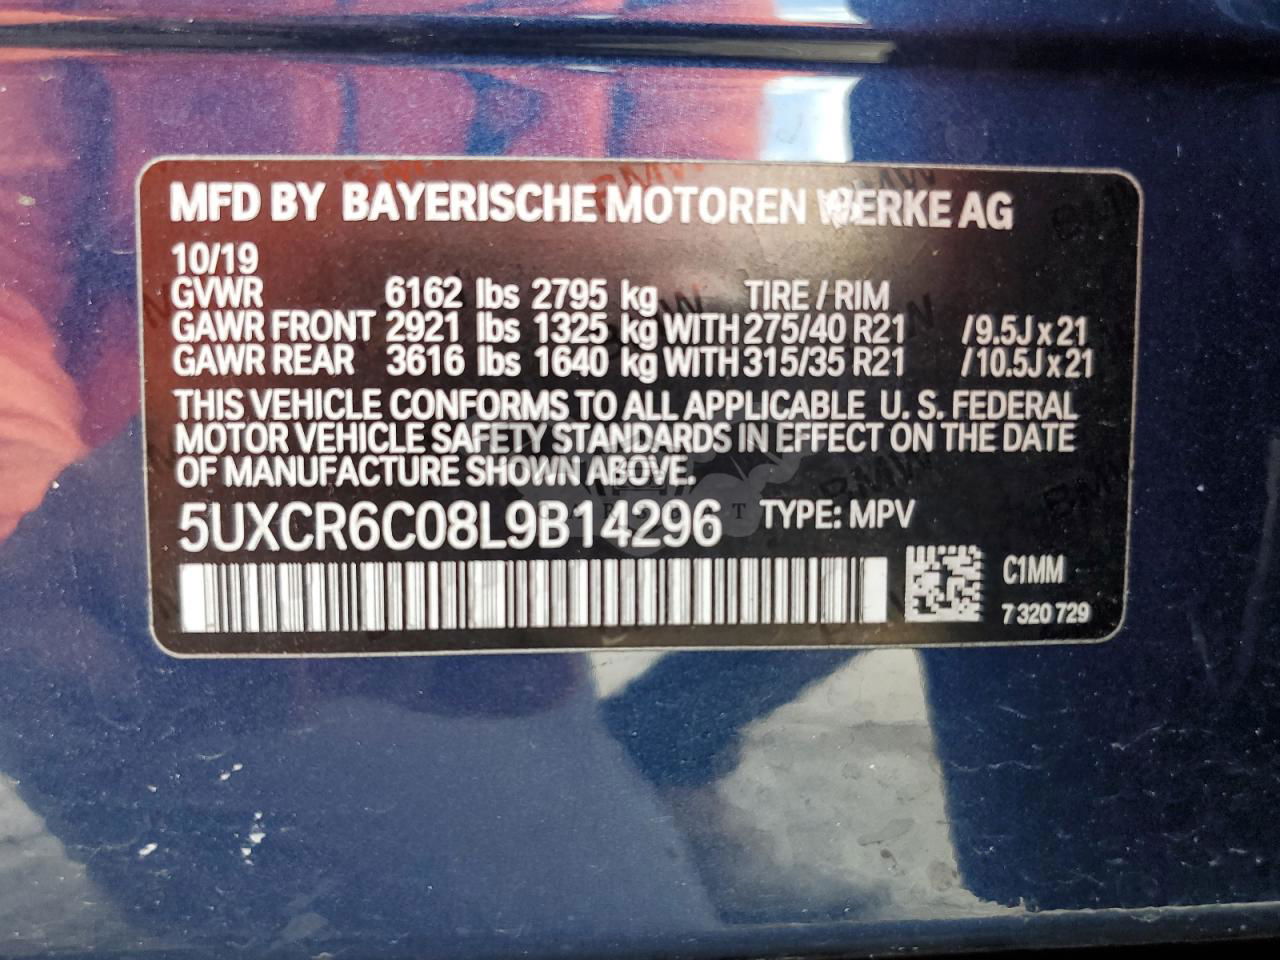 MFD BY BAYERISCHE MOTOREN WERKE AG
10/19
GVWR 6162 lbs 2795 kg TIRE / RIM
GAWR FRONT 2921 lbs 1325 kg WITH 275/40 R21 /9.5J x 21
GAWR REAR 3616 lbs 1640 kg WITH 315/35 R21 /10.5J x 21
THIS VEHICLE CONFORMS TO ALL APPLICABLE U. S. FEDERAL
MOTOR VEHICLE SAFETY STANDARDS IN EFFECT ON THE DATE
OF MANUFACTURE SHOWN ABOVE.
5UXCR6C08L9B14296 TYPE: MPV
C1MM
7 320 729